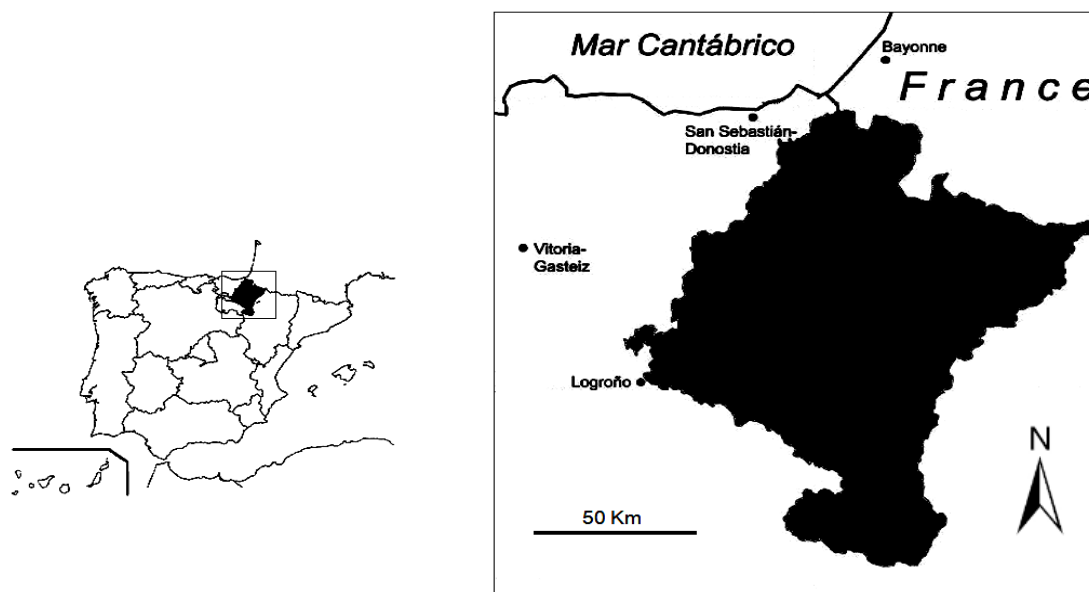 Mar Cantábrico
Bayonne
France
San Sebastián-
Donostia
Vitoria-
Gasteiz
Logroño
N
50 Km